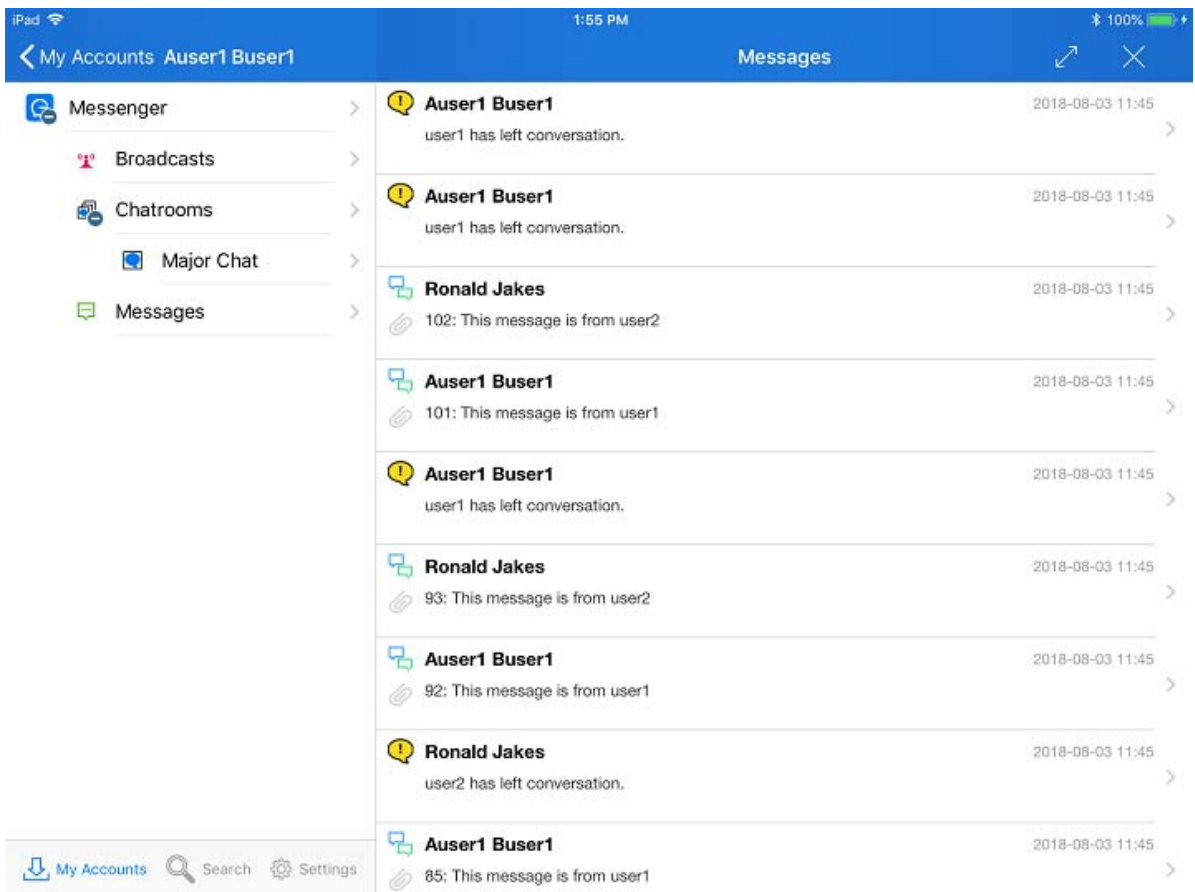 iPad 1:55 PM 100%
My Accounts Auser1 Buser1 Messages
Messenger
Broadcasts
Chatrooms
Major Chat
Messages
My Accounts Search Settings
Auser1 Buser1 2018-08-03 11:45
user1 has left conversation.
Auser1 Buser1 2018-08-03 11:45
user1 has left conversation.
Ronald Jakes 2018-08-03 11:45
102: This message is from user2
Auser1 Buser1 2018-08-03 11:45
101: This message is from user1
Auser1 Buser1 2018-08-03 11:45
user1 has left conversation.
Ronald Jakes 2018-08-03 11:45
93: This message is from user2
Auser1 Buser1 2018-08-03 11:45
92: This message is from user1
Ronald Jakes 2018-08-03 11:45
user2 has left conversation.
Auser1 Buser1 2018-08-03 11:45
85: This message is from user1